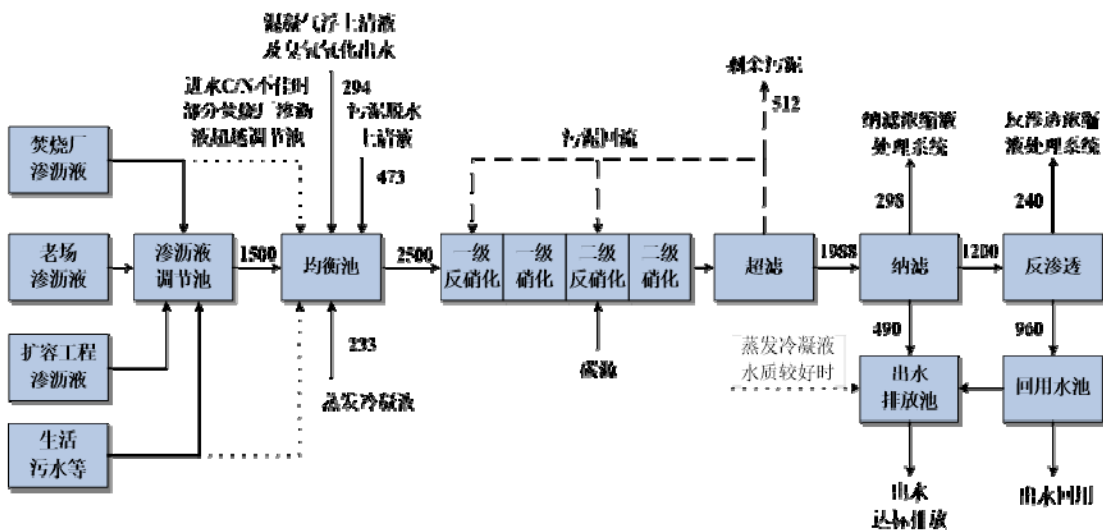 混凝气浮上清液
及臭氧氧化出水
294
进水C/N不佳时
部分焚烧厂渗沥
液超越调节池
污泥脱水
上清液
473
剩余污泥
512
污泥回流
纳滤浓缩液
处理系统
298
反渗透浓缩
液处理系统
240
焚烧厂
渗沥液
老场
渗沥液
渗沥液
调节池
1500
均衡池
2500
一级
反硝化
一级
硝化
二级
反硝化
二级
硝化
超滤
1988
纳滤
1200
反渗透
扩容工程
渗沥液
233
蒸发冷凝液
碳源
蒸发冷凝液
水质较好时
490
960
出水
排放池
回用水池
生活
污水等
出水
达标排放
出水回用